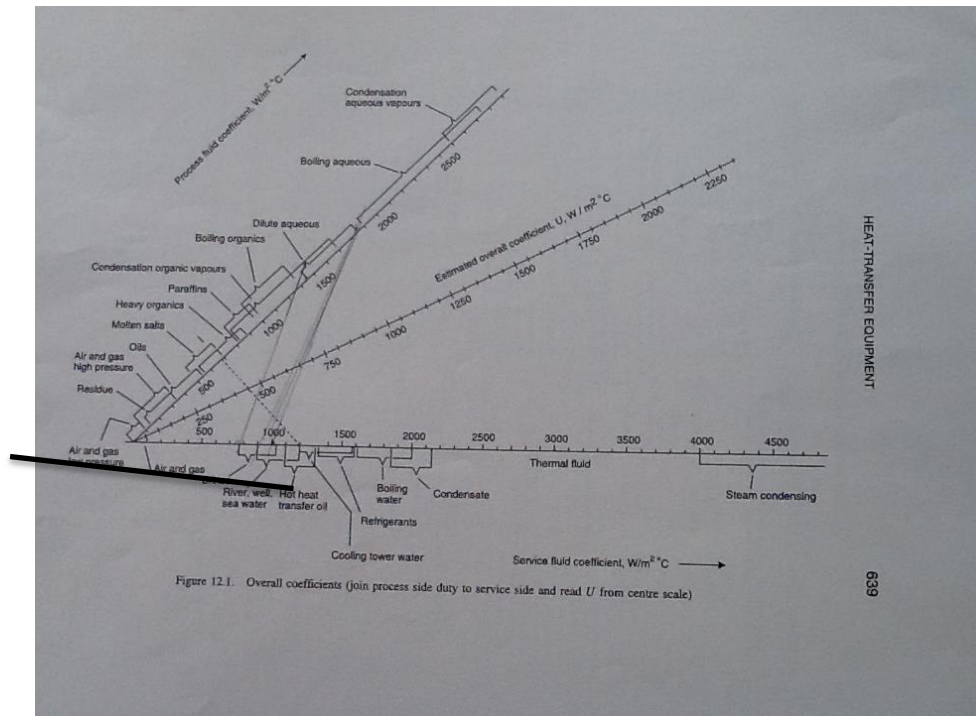 Process fluid coefficient, W/m² °C
Condensation
aqueous vapours
Boiling aqueous
Dilute aqueous
Boiling organics
Condensation organic vapours
Paraffins
Heavy organics
Molten salts
Oils
Air and gas
high pressure
Residue
Air and gas
pressure
500
1000
1500
2000
2500
Estimated overall coefficient, U, W / m² °C
250
500
750
1000
1250
1500
1750
2000
2250
500
1000
1500
2000
2500
3000
3500
4000
4500
Thermal fluid
Air and gas
River, well,
sea water
Hot heat
transfer oil
Boiling
water
Condensate
Steam condensing
Refrigerants
Cooling tower water
Service fluid coefficient, W/m² °C
Figure 12.1. Overall coefficients (join process side duty to service side and read U from centre scale)
HEAT-TRANSFER EQUIPMENT
639